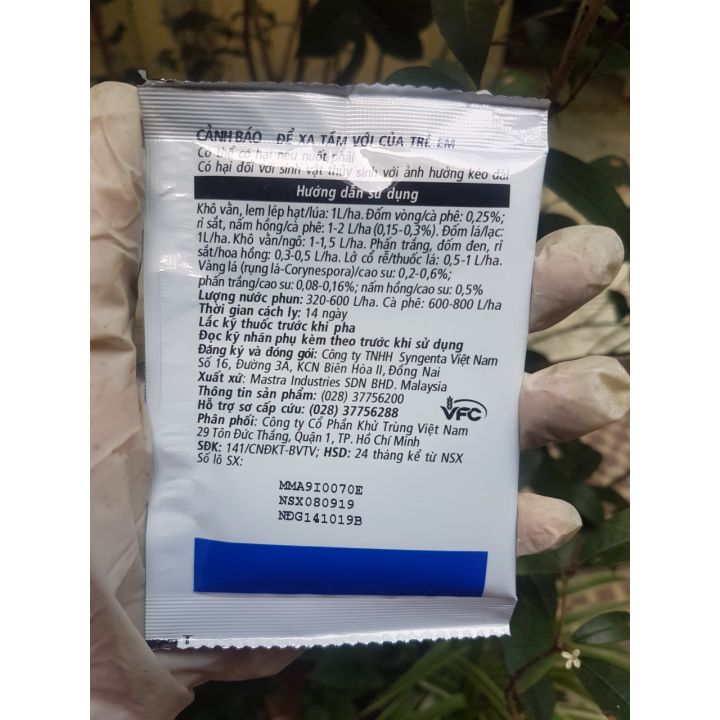 CẢNH BÁO ĐỂ XA TẦM VỚI CỦA TRẺ EM
Có thể có hại nếu nuốt phải
Có hại đối với sinh vật thủy sinh với ảnh hưởng kéo dài
Hướng dẫn sử dụng
Khô vằn, lem lép hạt/lúa: 1L/ha. Đốm vòng/cà phê: 0,25%;
rỉ sắt, nấm hồng/cà phê: 1-2 L/ha (0,15-0,3%). Đốm lá/lạc:
1L/ha. Khô vằn/ngô: 1-1,5 L/ha. Phấn trắng, đốm đen, rỉ
sắt/hoa hồng: 0,3-0,5 L/ha. Lở cổ rễ/thuốc lá: 0,5-1 L/ha.
Vàng lá (rụng lá-Corynespora)/cao su: 0,2-0,6%;
phấn trắng/cao su: 0,08-0,16%; nấm hồng/cao su: 0,5%
Lượng nước phun: 320-600 L/ha. Cà phê: 600-800 L/ha
Thời gian cách ly: 14 ngày
Lắc kỹ thuốc trước khi pha
Đọc kỹ nhãn phụ kèm theo trước khi sử dụng
Đăng ký và đóng gói: Công ty TNHH Syngenta Việt Nam
Số 16, Đường 3A, KCN Biên Hòa II, Đồng Nai
Xuất xứ: Mastra Industries SDN BHD. Malaysia
Thông tin sản phẩm: (028) 37756200
Hỗ trợ sơ cấp cứu: (028) 37756288
VFC
Phân phối: Công ty Cổ Phần Khử Trùng Việt Nam
29 Tôn Đức Thắng, Quận 1, TP. Hồ Chí Minh
SĐK: 141/CNĐKT-BVTV; HSD: 24 tháng kể từ NSX
Số lô SX:
MMA9I0070E
NSX080919
NĐG141019B
T